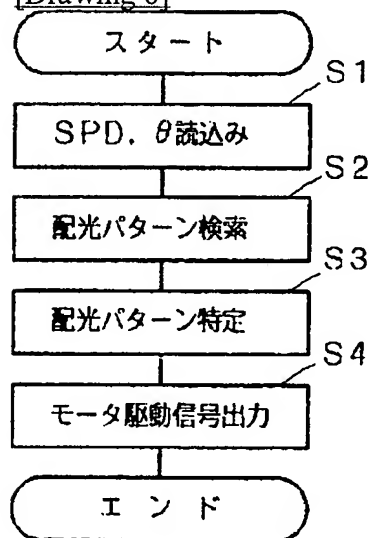 [Drawing 6]
スタート
S1
SPD, θ読込み
S2
配光パターン検索
S3
配光パターン特定
S4
モータ駆動信号出力
エンド